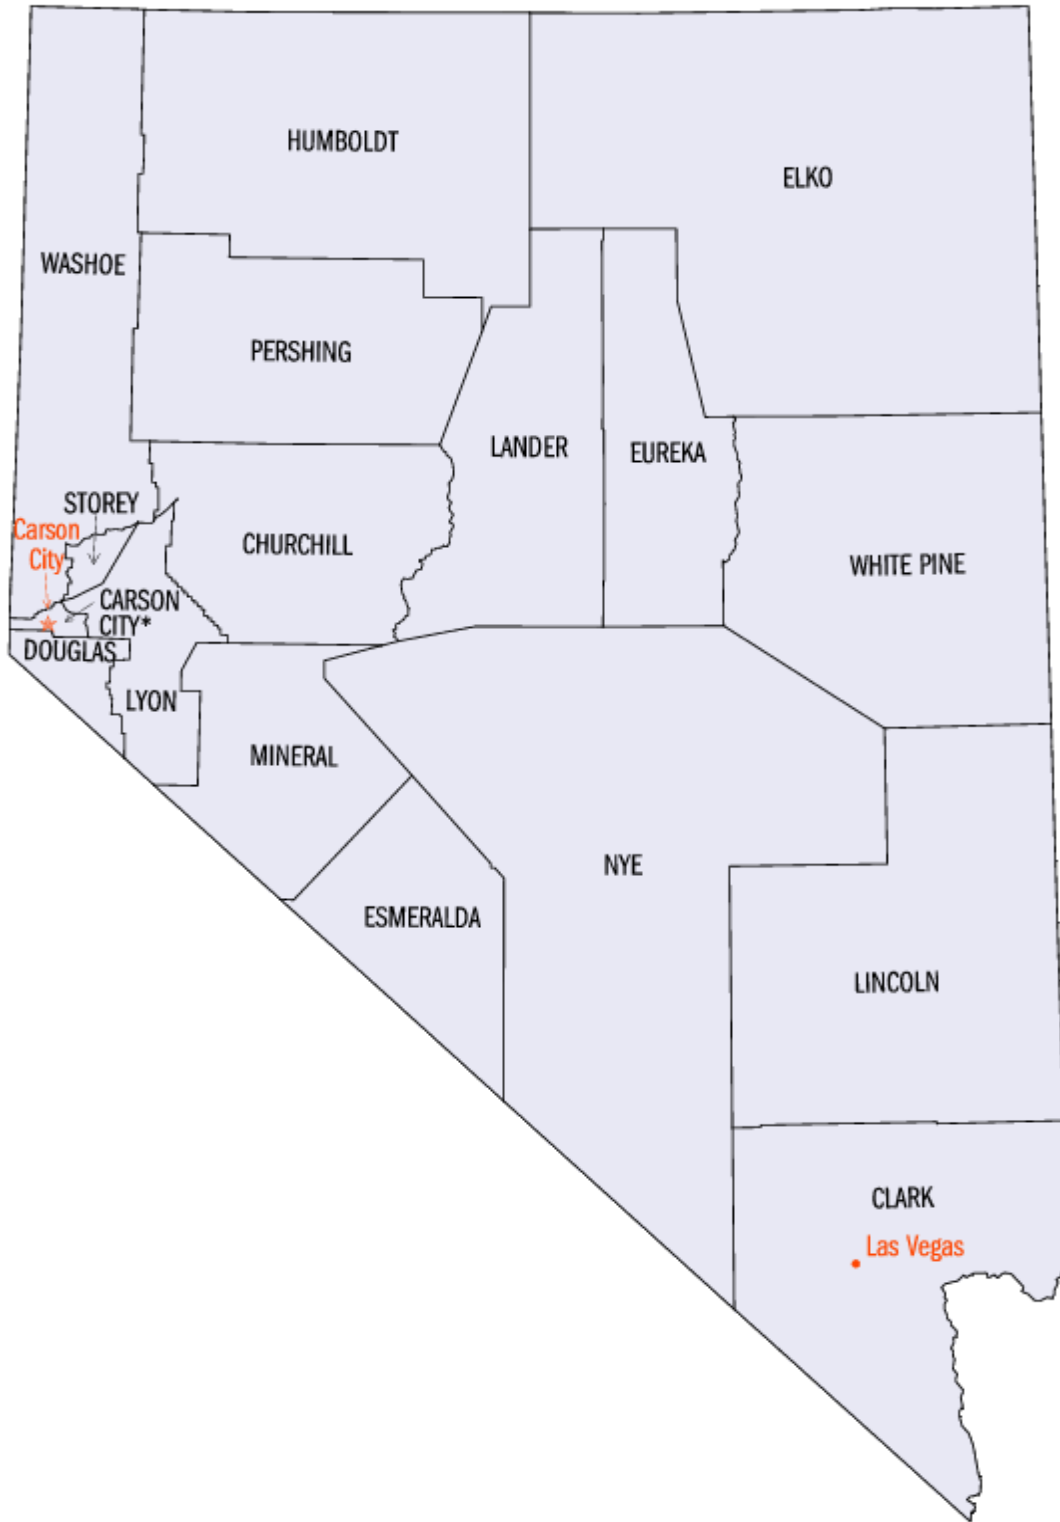 HUMBOLDT
ELKO
WASHOE
PERSHING
LANDER
EUREKA
STOREY
Carson
City
CHURCHILL
WHITE PINE
CARSON
CITY*
DOUGLAS
LYON
MINERAL
NYE
ESMERALDA
LINCOLN
CLARK
Las Vegas